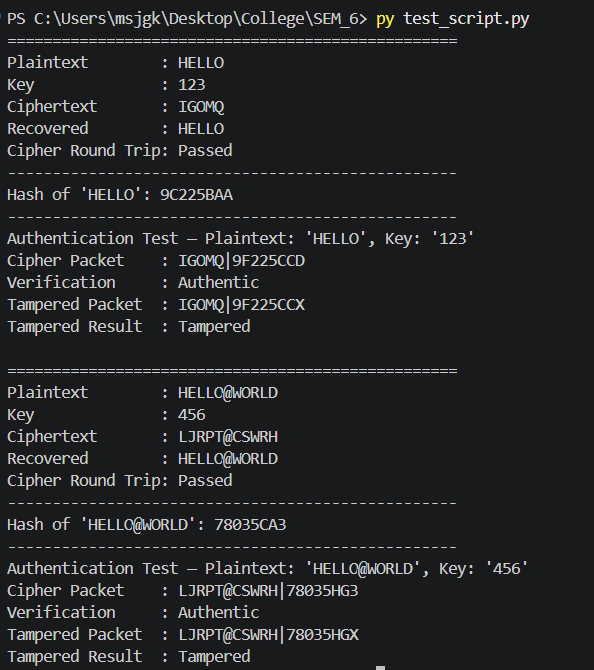 PS C:\Users\msjgk\Desktop\College\SEM_6> py test_script.py
==================================================
Plaintext : HELLO
Key : 123
Ciphertext : IGOMQ
Recovered : HELLO
Cipher Round Trip: Passed
--------------------------------------------------
Hash of 'HELLO': 9C225BAA
--------------------------------------------------
Authentication Test – Plaintext: 'HELLO', Key: '123'
Cipher Packet : IGOMQ|9F225CCD
Verification : Authentic
Tampered Packet : IGOMQ|9F225CCX
Tampered Result : Tampered
==================================================
Plaintext : HELLO@WORLD
Key : 456
Ciphertext : LJRPT@CSWRH
Recovered : HELLO@WORLD
Cipher Round Trip: Passed
--------------------------------------------------
Hash of 'HELLO@WORLD': 78035CA3
--------------------------------------------------
Authentication Test – Plaintext: 'HELLO@WORLD', Key: '456'
Cipher Packet : LJRPT@CSWRH|78035HG3
Verification : Authentic
Tampered Packet : LJRPT@CSWRH|78035HGX
Tampered Result : Tampered